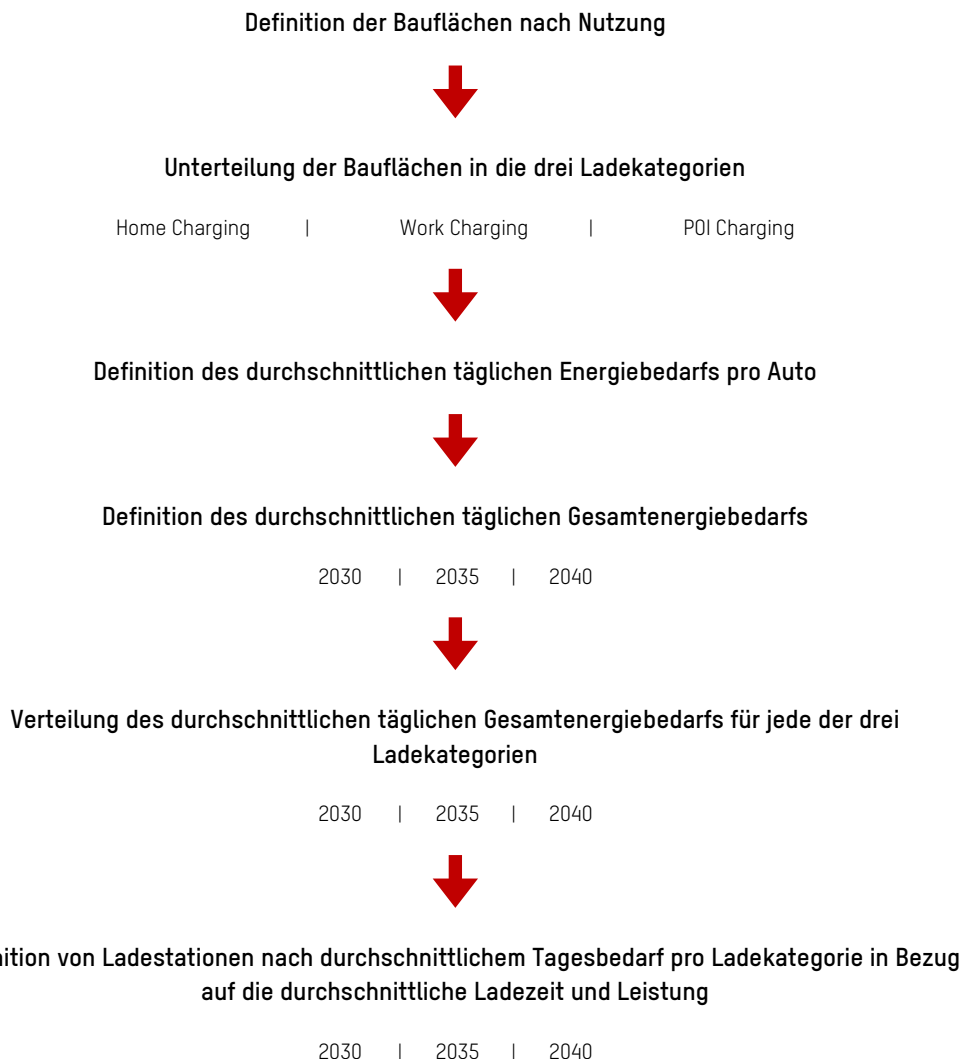 Definition der Bauflächen nach Nutzung
Unterteilung der Bauflächen in die drei Ladekategorien
Home Charging | Work Charging | POI Charging
Definition des durchschnittlichen täglichen Energiebedarfs pro Auto
Definition des durchschnittlichen täglichen Gesamtenergiebedarfs
2030 | 2035 | 2040
Verteilung des durchschnittlichen täglichen Gesamtenergiebedarfs für jede der drei
Ladekategorien
2030 | 2035 | 2040
nition von Ladestationen nach durchschnittlichem Tagesbedarf pro Ladekategorie in Bezug
auf die durchschnittliche Ladezeit und Leistung
2030 | 2035 | 2040